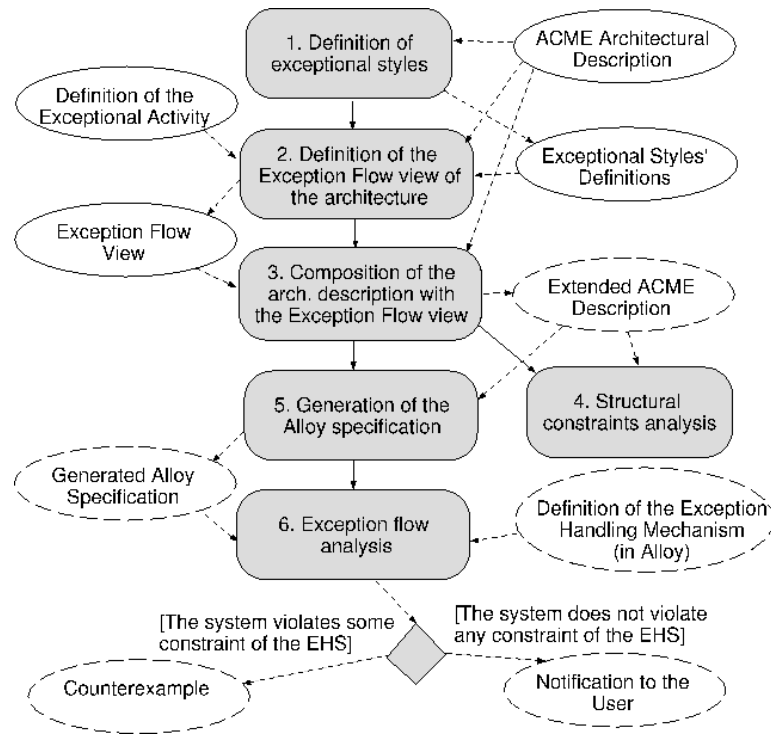 1. Definition of
exceptional styles
ACME Architectural
Description
Definition of the
Exceptional Activity
2. Definition of the
Exception Flow view of
the architecture
Exceptional Styles'
Definitions
Exception Flow
View
3. Composition of the
arch. description with
the Exception Flow view
Extended ACME
Description
5. Generation of the
Alloy specification
4. Structural
constraints analysis
Generated Alloy
Specification
6. Exception flow
analysis
Definition of the Exception
Handling Mechanism
(in Alloy)
[The system violates some
constraint of the EHS]
[The system does not violate
any constraint of the EHS]
Counterexample
Notification to the
User